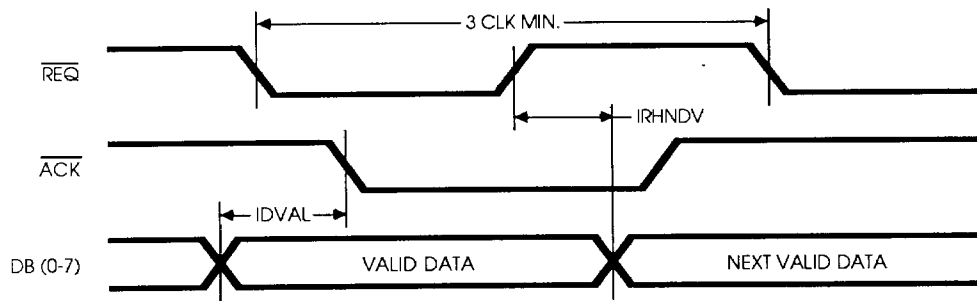 3 CLK MIN.
REQ
IRHNDV
ACK
IDVAL
DB (0-7)
VALID DATA
NEXT VALID DATA